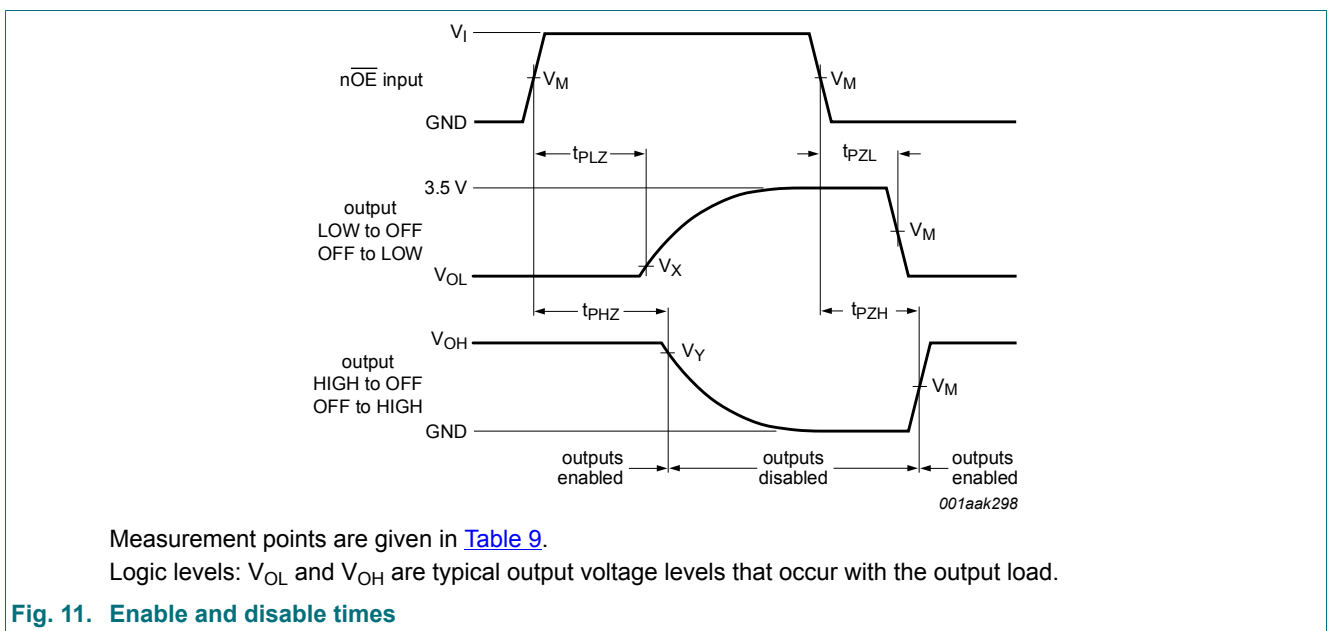 V_I
nOE input
V_M
V_M
GND
t_PLZ
t_PZL
3.5 V
output
LOW to OFF
OFF to LOW
V_M
V_X
V_OL
t_PHZ
t_PZH
V_OH
V_Y
output
HIGH to OFF
OFF to HIGH
V_M
GND
outputs
enabled
outputs
disabled
outputs
enabled
001aak298
Measurement points are given in Table 9.
Logic levels: V_OL and V_OH are typical output voltage levels that occur with the output load.
Fig. 11. Enable and disable times